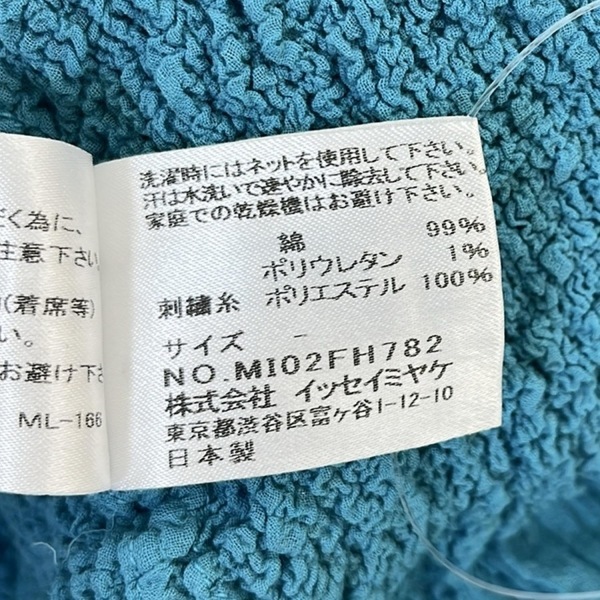 く為に、
注意下さい。
(着席等)
い。
お避け下さ
ML-166
洗濯時にはネットを使用して下さい。
汗は水洗いで速やかに除去して下さい。
家庭での乾燥機はお避け下さい。
綿 99%
ポリウレタン 1%
刺繍糸 ポリエステル 100%
サイズ -
NO.MI02FH782
株式会社 イッセイミヤケ
東京都渋谷区富ヶ谷1-12-10
日本製